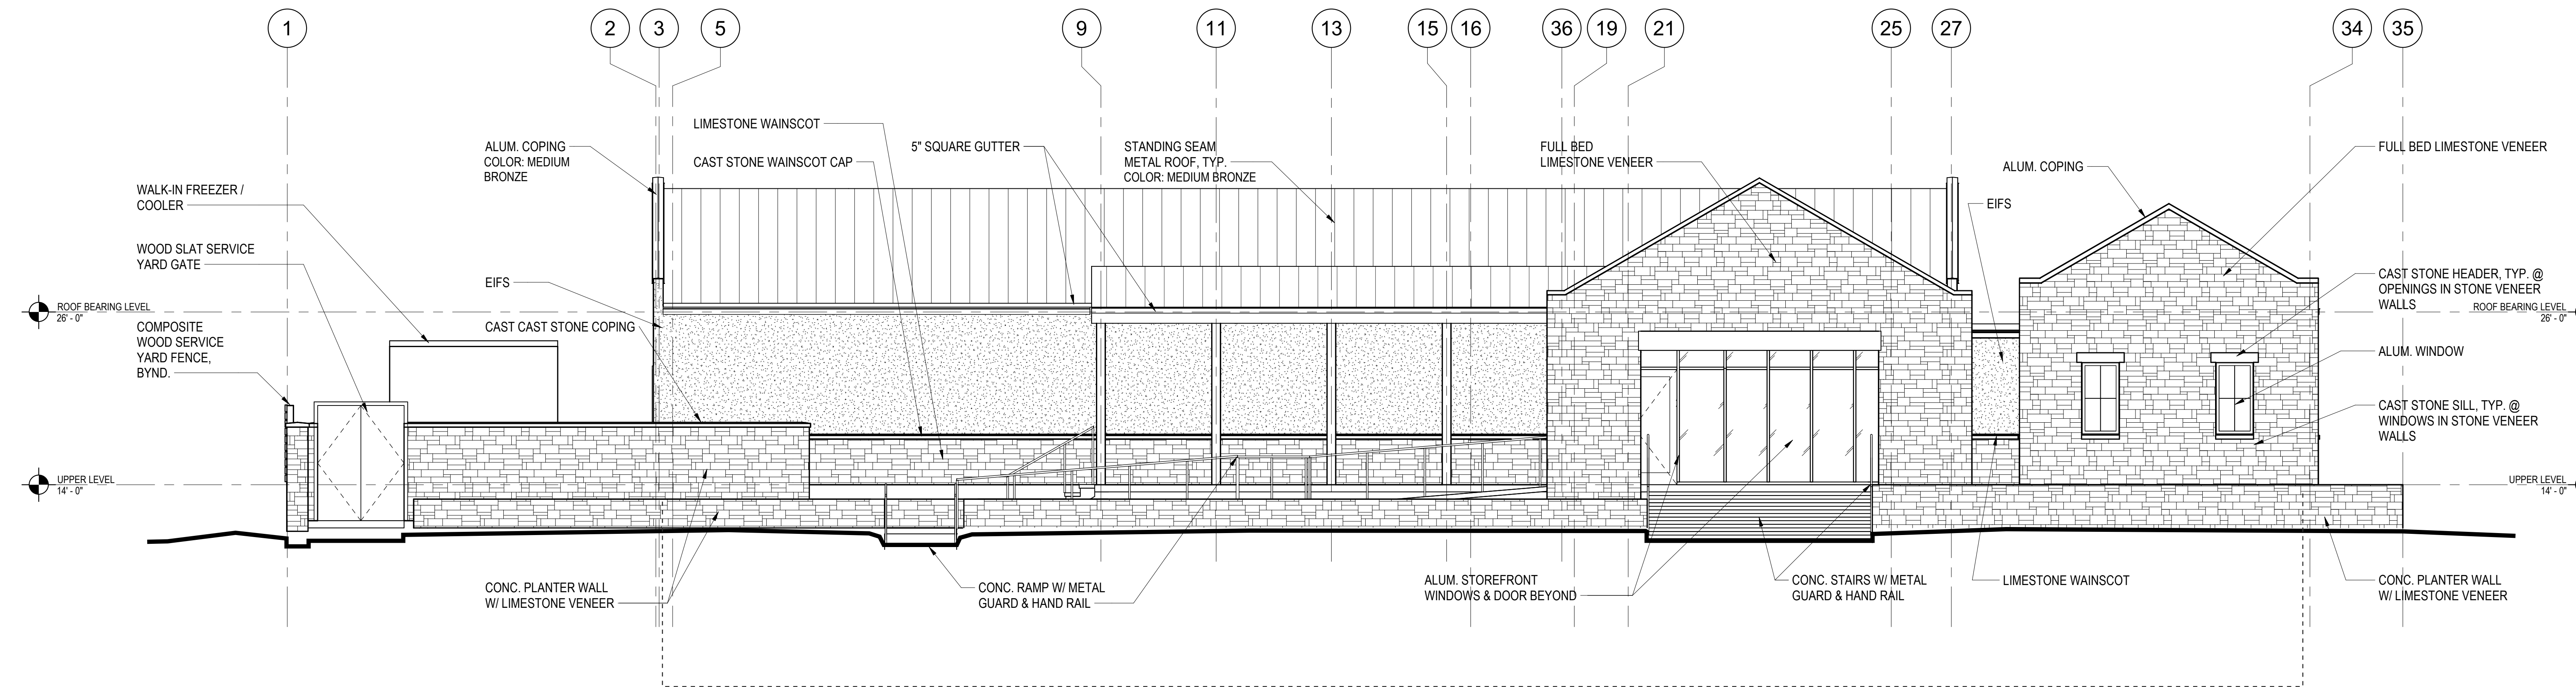 1
2
3
5
9
11
13
15
16
36
19
21
25
27
34
35
LIMESTONE WAINSCOT
ALUM. COPING
COLOR: MEDIUM
BRONZE
CAST STONE WAINSCOT CAP
5" SQUARE GUTTER
STANDING SEAM
METAL ROOF, TYP.
COLOR: MEDIUM BRONZE
FULL BED
LIMESTONE VENEER
ALUM. COPING
FULL BED LIMESTONE VENEER
WALK-IN FREEZER /
COOLER
EIFS
WOOD SLAT SERVICE
YARD GATE
EIFS
CAST STONE HEADER, TYP. @
OPENINGS IN STONE VENEER
WALLS
ROOF BEARING LEVEL
26' - 0"
ROOF BEARING LEVEL
26' - 0"
COMPOSITE
WOOD SERVICE
YARD FENCE,
BYND.
CAST CAST STONE COPING
ALUM. WINDOW
CAST STONE SILL, TYP. @
WINDOWS IN STONE VENEER
WALLS
UPPER LEVEL
14' - 0"
UPPER LEVEL
14' - 0"
CONC. PLANTER WALL
W/ LIMESTONE VENEER
CONC. RAMP W/ METAL
GUARD & HAND RAIL
ALUM. STOREFRONT
WINDOWS & DOOR BEYOND
CONC. STAIRS W/ METAL
GUARD & HAND RAIL
LIMESTONE WAINSCOT
CONC. PLANTER WALL
W/ LIMESTONE VENEER